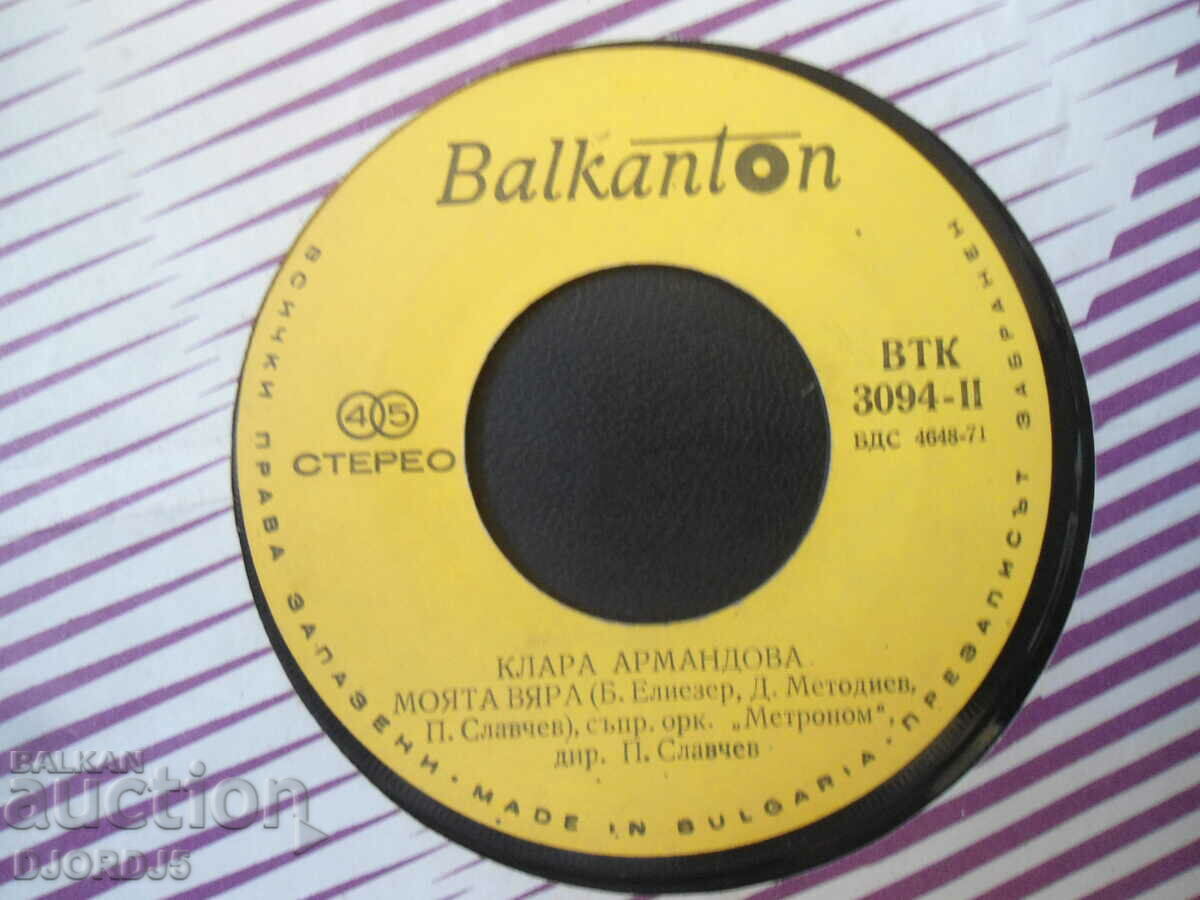 Balkanton
ВСИЧКИ ПРАВА ЗАПАЗЕНИ · MADE IN BULGARIA · ПРЕЗАПИСЪТ ЗАБРАНЕН
45
СТЕРЕО
ВТК
3094-II
БДС 4648-71
КЛАРА АРМАНДОВА
МОЯТА ВЯРА (Б. Елиезер, Д. Методиев,
П. Славчев), съпр. орк. „Метроном",
дир. П. Славчев
BALKAN
auction
DJORDJ5